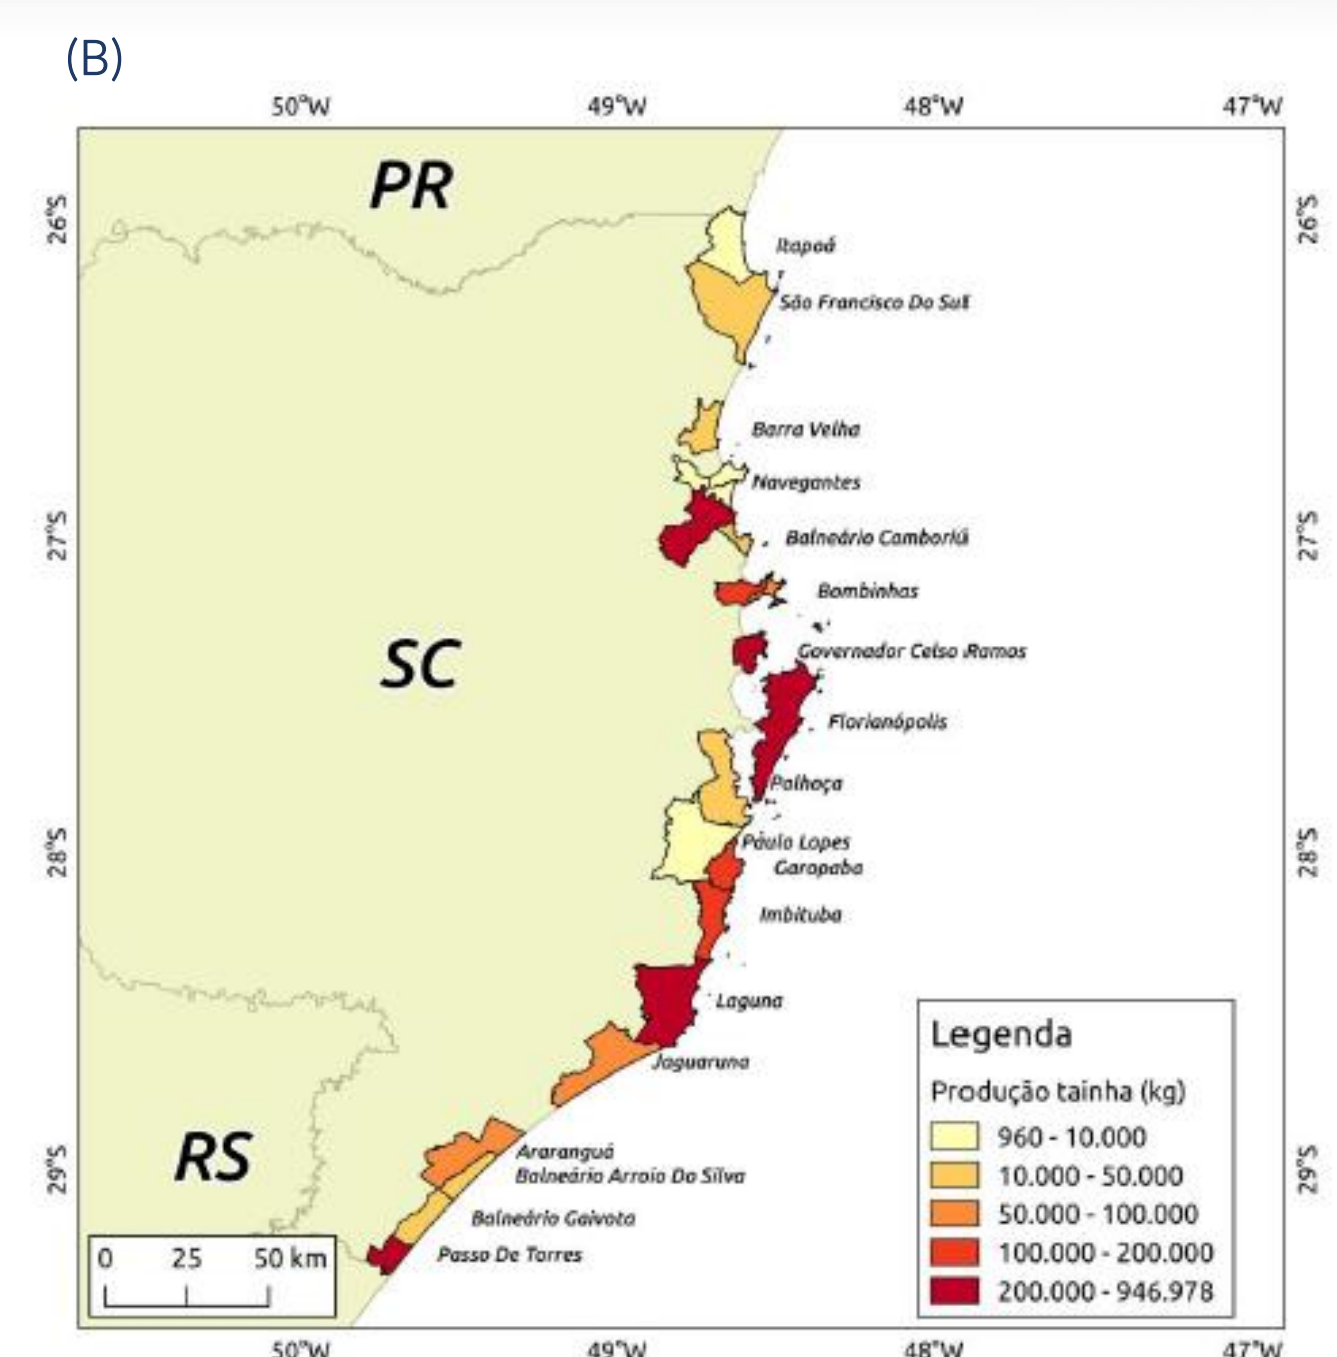 (B)
50°W 49°W 48°W 47°W
PR
26°S 26°S
Itapoá
São Francisco Do Sul
Barra Velha
Navegantes
27°S 27°S
Balneário Camboriú
Bombinhas
Governador Celso Ramos
SC
Florianópolis
Palhoça
Paulo Lopes
28°S 28°S
Garopaba
Imbituba
Laguna
Jaguaruna
RS
29°S 29°S
Araranguá
Balneário Arroio Do Silva
Balneário Gaivota
Passo De Torres
0 25 50 km
Legenda
Produção tainha (kg)
960 - 10.000
10.000 - 50.000
50.000 - 100.000
100.000 - 200.000
200.000 - 946.978
50°W 49°W 48°W 47°W